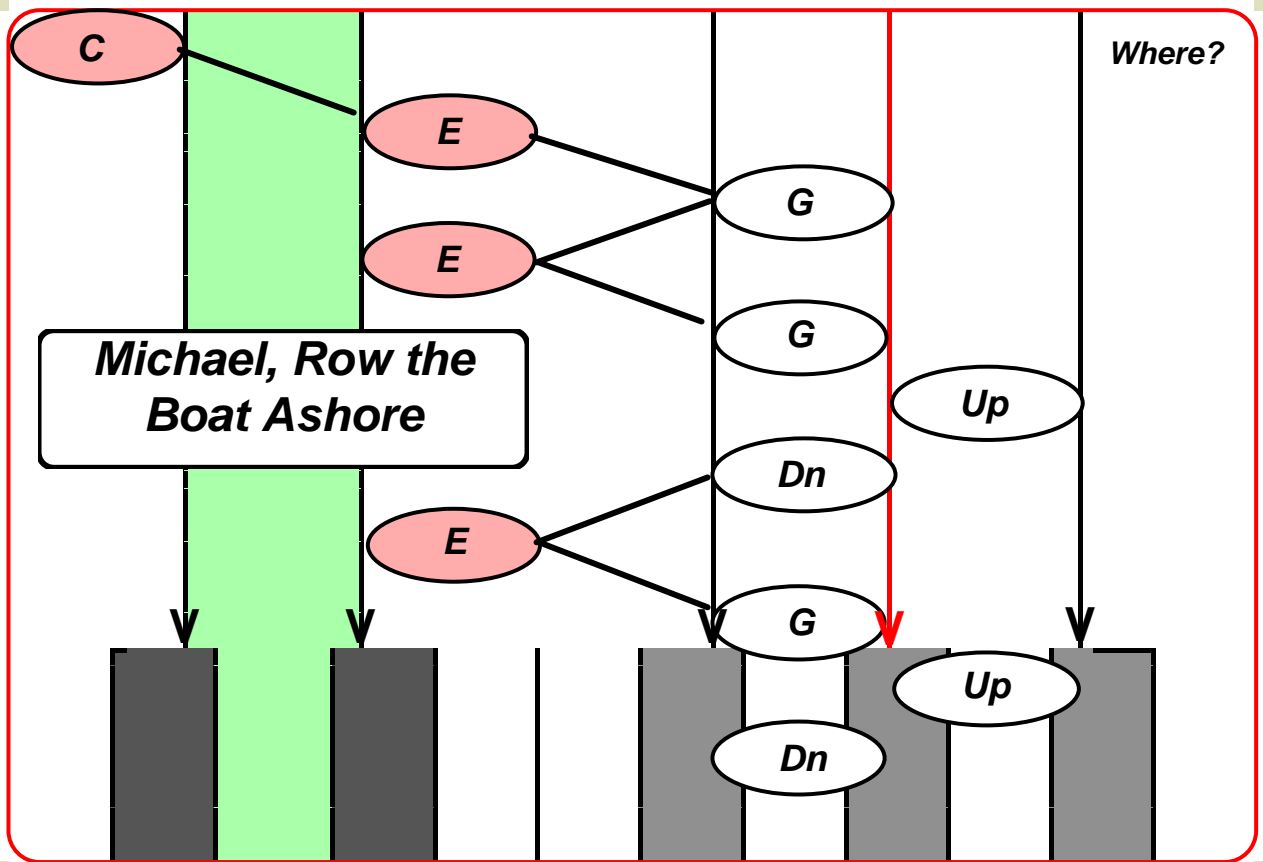 C
Where?
E
G
E
G
Michael, Row the
Boat Ashore
Up
Dn
E
G
Up
Dn